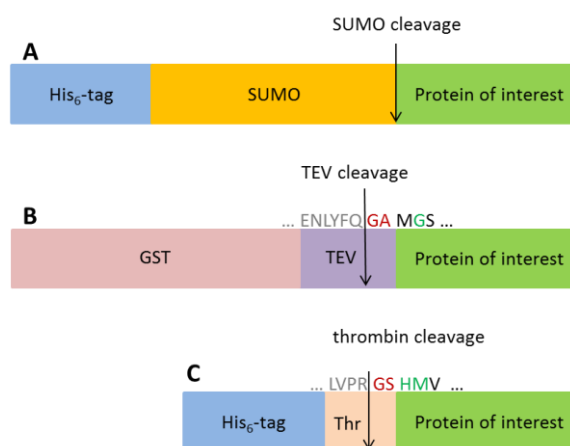 SUMO cleavage
A
His₆-tag SUMO Protein of interest
TEV cleavage
B
... ENLYFQ GA MGS ...
GST TEV Protein of interest
thrombin cleavage
C
... LVPR GS HMV ...
His₆-tag Thr Protein of interest